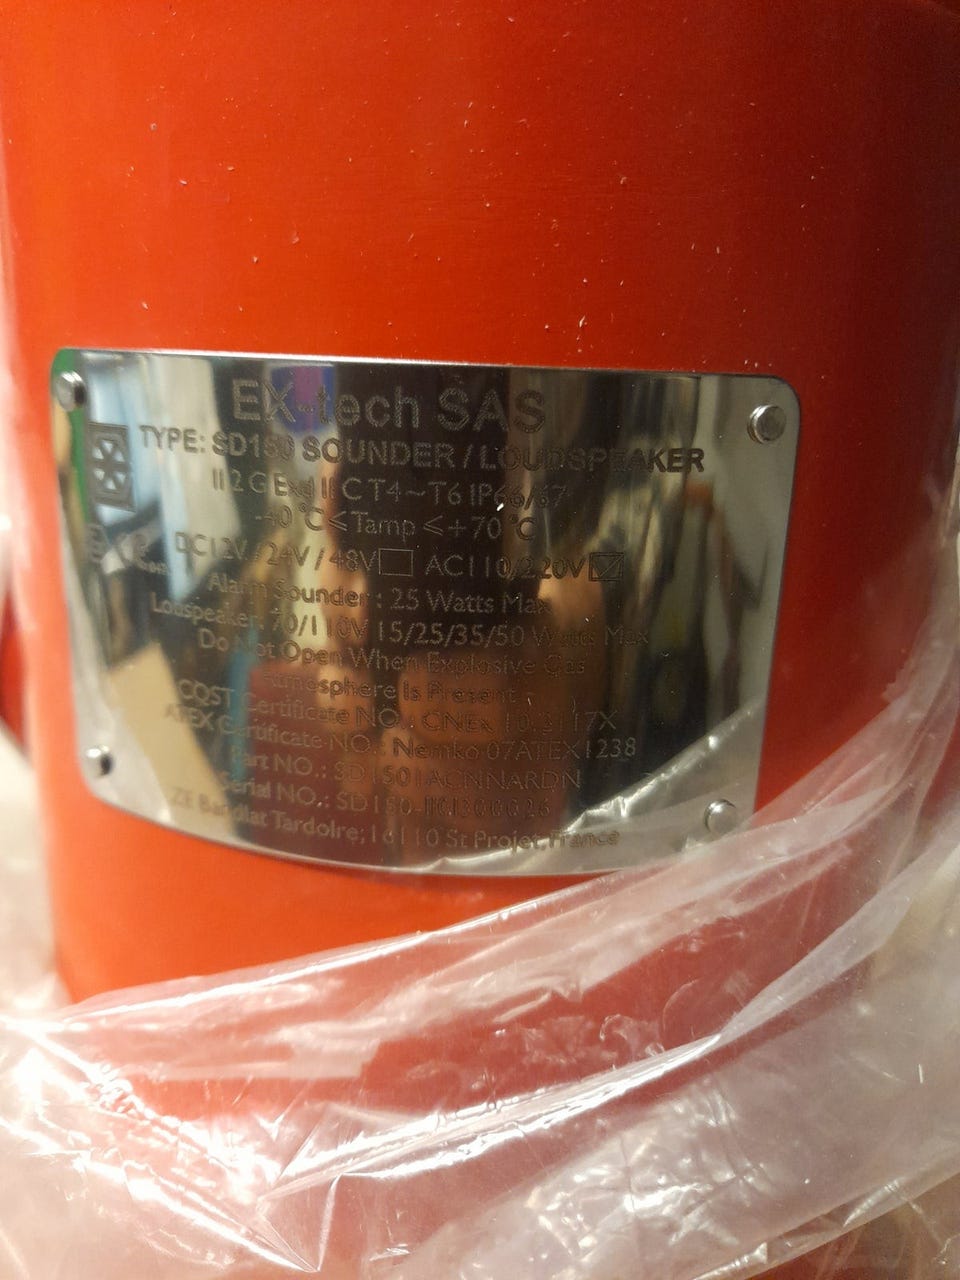 EX-tech SAS
TYPE: SD150 SOUNDER / LOUDSPEAKER
II 2 G Exd II C T4~T6 IP66/67
-40 °C ≤Tamp ≤+70 °C
DC12V / 24V / 48V☐ AC110/220V☑
Alarm Sounder : 25 Watts Max
Loudspeaker: 70/110V 15/25/35/50 Watts Max
Do Not Open When Explosive Gas
Atmosphere Is Present
CQST Certificate NO.: CNEx 10.3117X
ATEX Certificate NO.: Nemko 07ATEX1238
Part NO.: SD1501ACNNARDN
Serial NO.:
ZE Bandiat Tardoire; 16110 St Projet, France